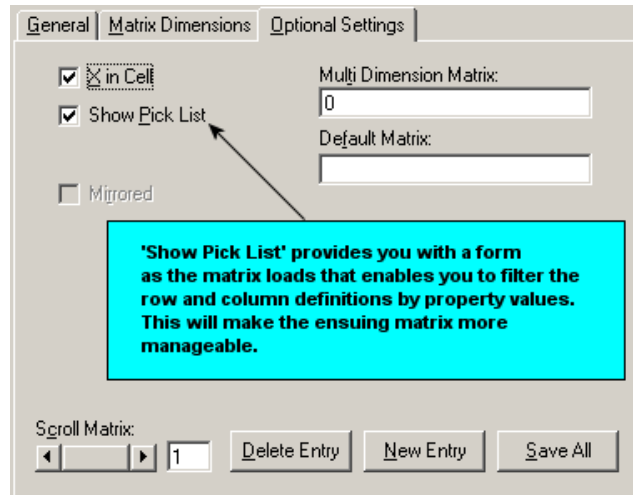 General Matrix Dimensions Optional Settings
X in Cell
Multi Dimension Matrix:
0
Show Pick List
Default Matrix:
Mirrored
'Show Pick List' provides you with a form
as the matrix loads that enables you to filter the
row and column definitions by property values.
This will make the ensuing matrix more
manageable.
Scroll Matrix:
1
Delete Entry
New Entry
Save All